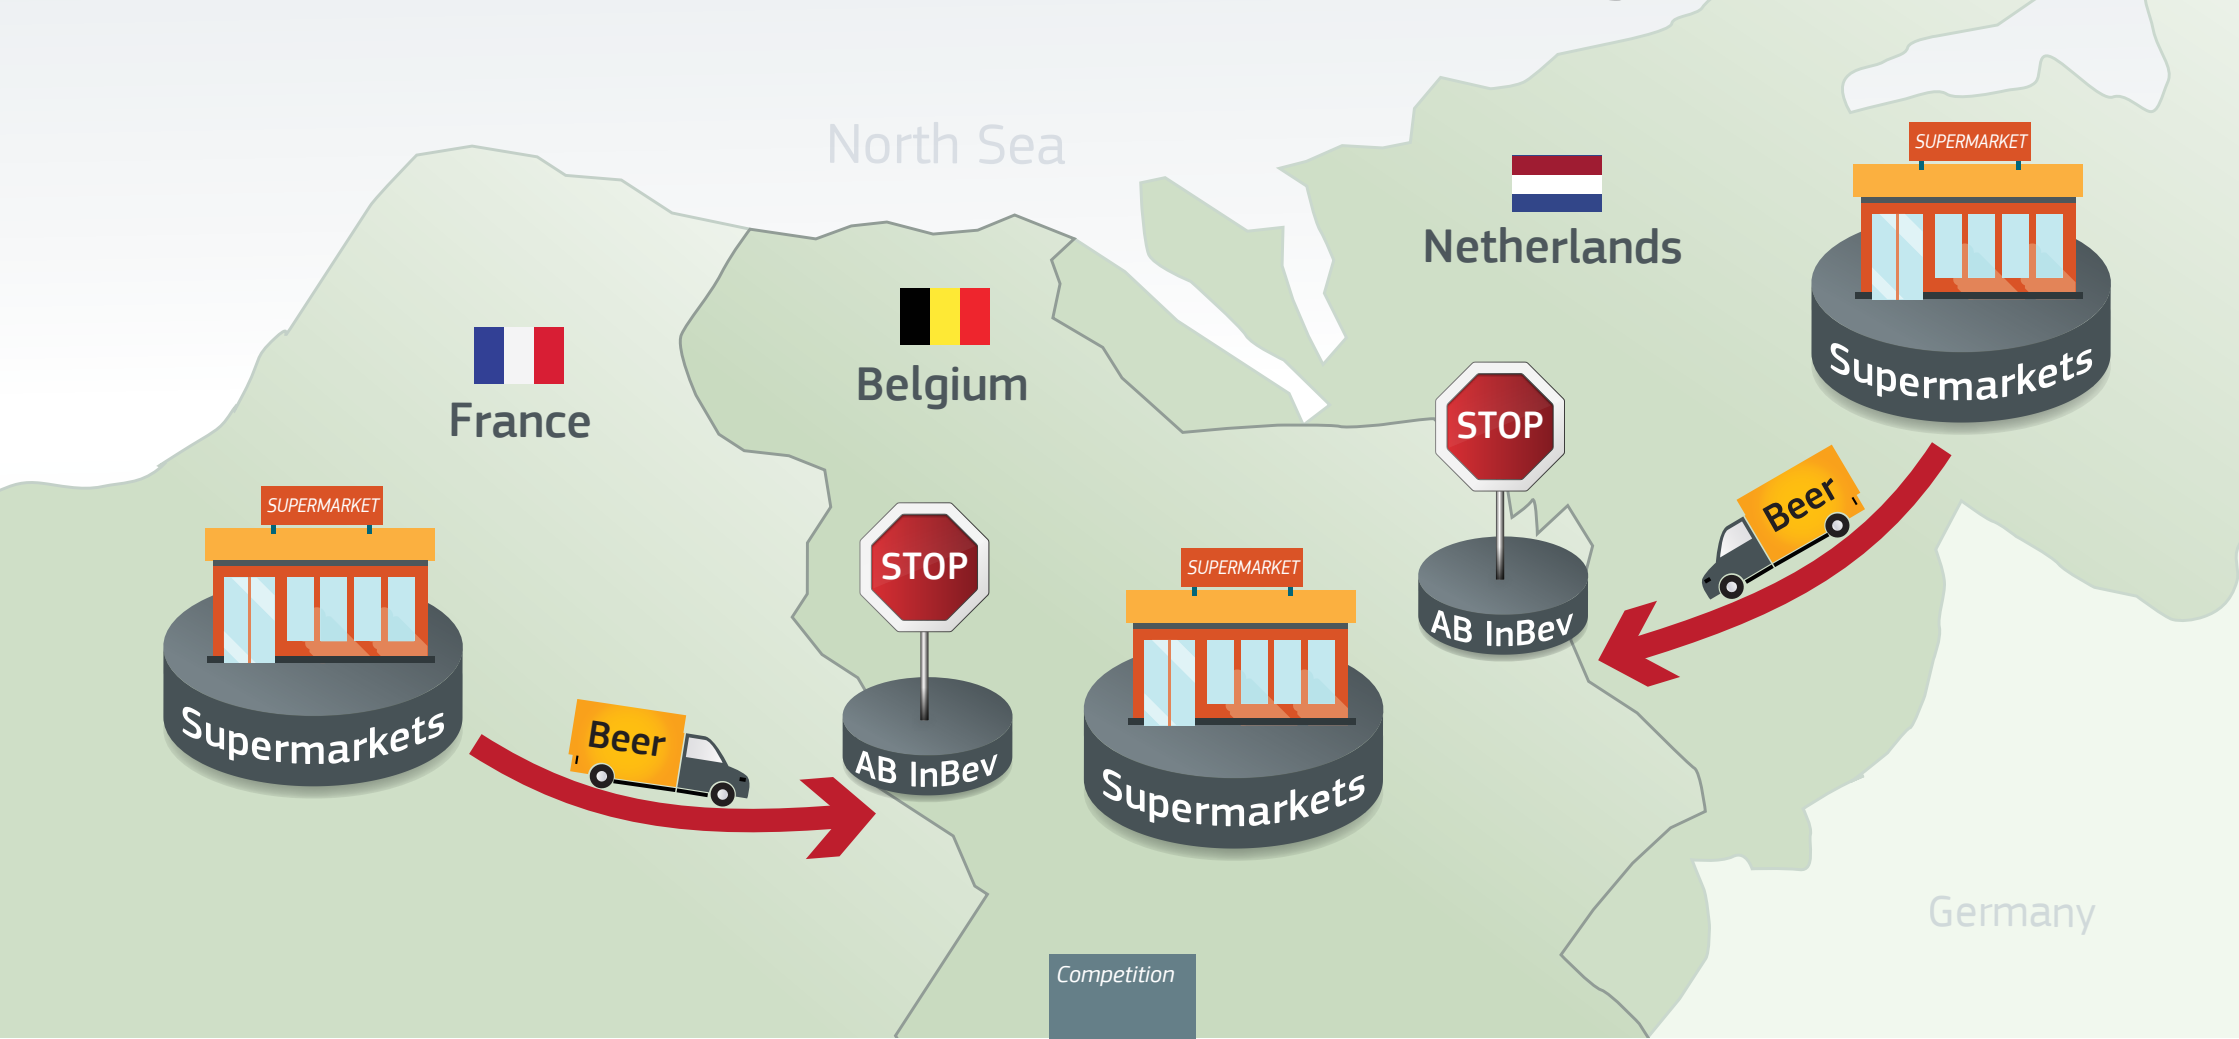 North Sea
SUPERMARKET
Netherlands
Supermarkets
Belgium
France
STOP
Beer
SUPERMARKET
STOP
SUPERMARKET
AB InBev
Supermarkets
Beer
AB InBev
Supermarkets
Germany
Competition